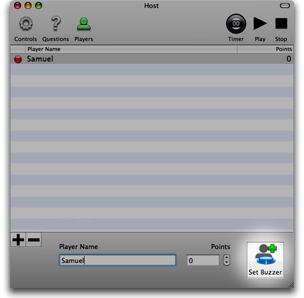 Host
Controls Questions Players Timer Play Stop
Player Name Points
Samuel 0
Player Name Points
Samuel 0
Set Buzzer